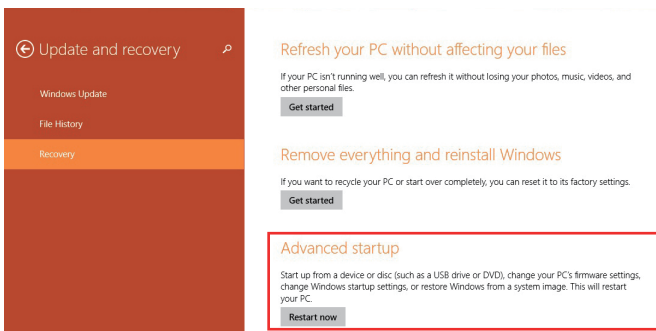 Update and recovery
Windows Update
File History
Recovery
Refresh your PC without affecting your files
If your PC isn't running well, you can refresh it without losing your photos, music, videos, and
other personal files.
Get started
Remove everything and reinstall Windows
If you want to recycle your PC or start over completely, you can reset it to its factory settings.
Get started
Advanced startup
Start up from a device or disc (such as a USB drive or DVD), change your PC's firmware settings,
change Windows startup settings, or restore Windows from a system image. This will restart
your PC.
Restart now